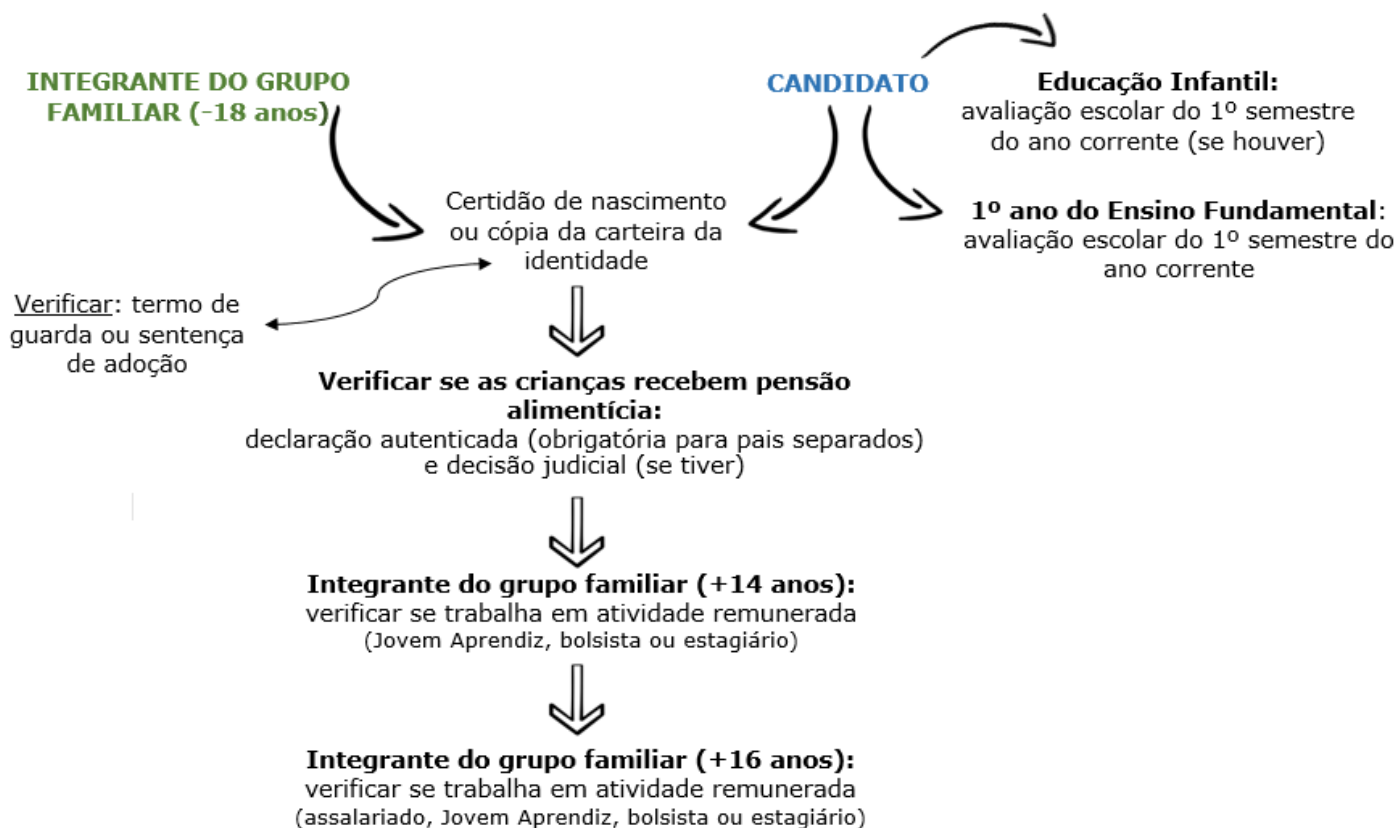 INTEGRANTE DO GRUPO
FAMILIAR (-18 anos)
CANDIDATO
Educação Infantil:
avaliação escolar do 1º semestre
do ano corrente (se houver)
1º ano do Ensino Fundamental:
avaliação escolar do 1º semestre do
ano corrente
Certidão de nascimento
ou cópia da carteira da
identidade
Verificar: termo de
guarda ou sentença
de adoção
Verificar se as crianças recebem pensão
alimentícia:
declaração autenticada (obrigatória para pais separados)
e decisão judicial (se tiver)
Integrante do grupo familiar (+14 anos):
verificar se trabalha em atividade remunerada
(Jovem Aprendiz, bolsista ou estagiário)
Integrante do grupo familiar (+16 anos):
verificar se trabalha em atividade remunerada
(assalariado, Jovem Aprendiz, bolsista ou estagiário)